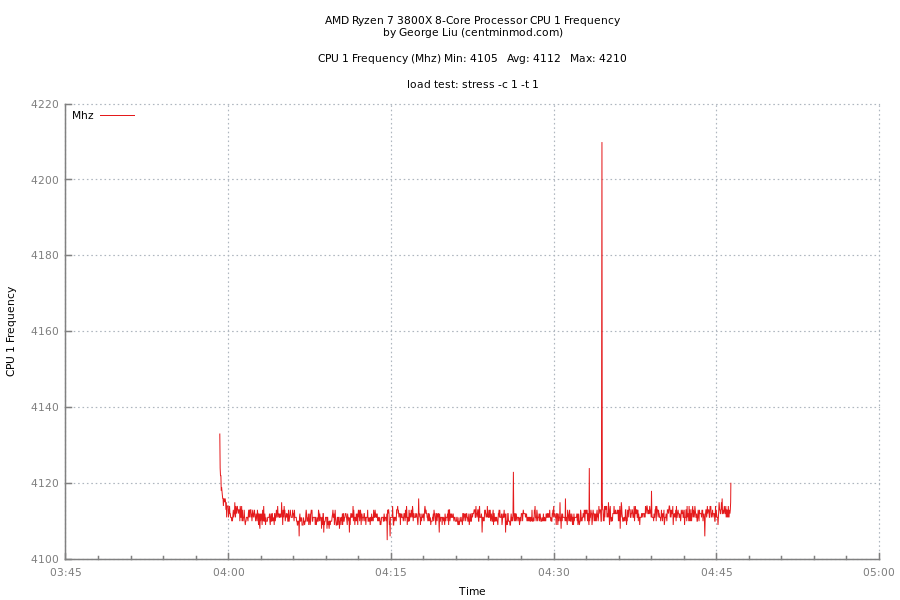 AMD Ryzen 7 3800X 8-Core Processor CPU 1 Frequency
by George Liu (centminmod.com)
CPU 1 Frequency (Mhz) Min: 4105 Avg: 4112 Max: 4210
load test: stress -c 1 -t 1
Mhz
4220
4200
4180
4160
4140
4120
4100
CPU 1 Frequency
03:45 04:00 04:15 04:30 04:45 05:00
Time